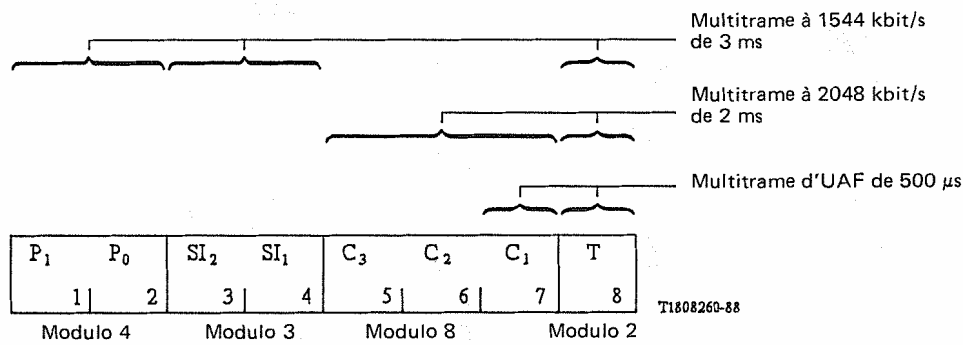 Multitrame à 1544 kbit/s
de 3 ms
Multitrame à 2048 kbit/s
de 2 ms
Multitrame d'UAF de 500 µs
P1 P0 SI2 SI1 C3 C2 C1 T
1 2 3 4 5 6 7 8
T1808260-88
Modulo 4 Modulo 3 Modulo 8 Modulo 2